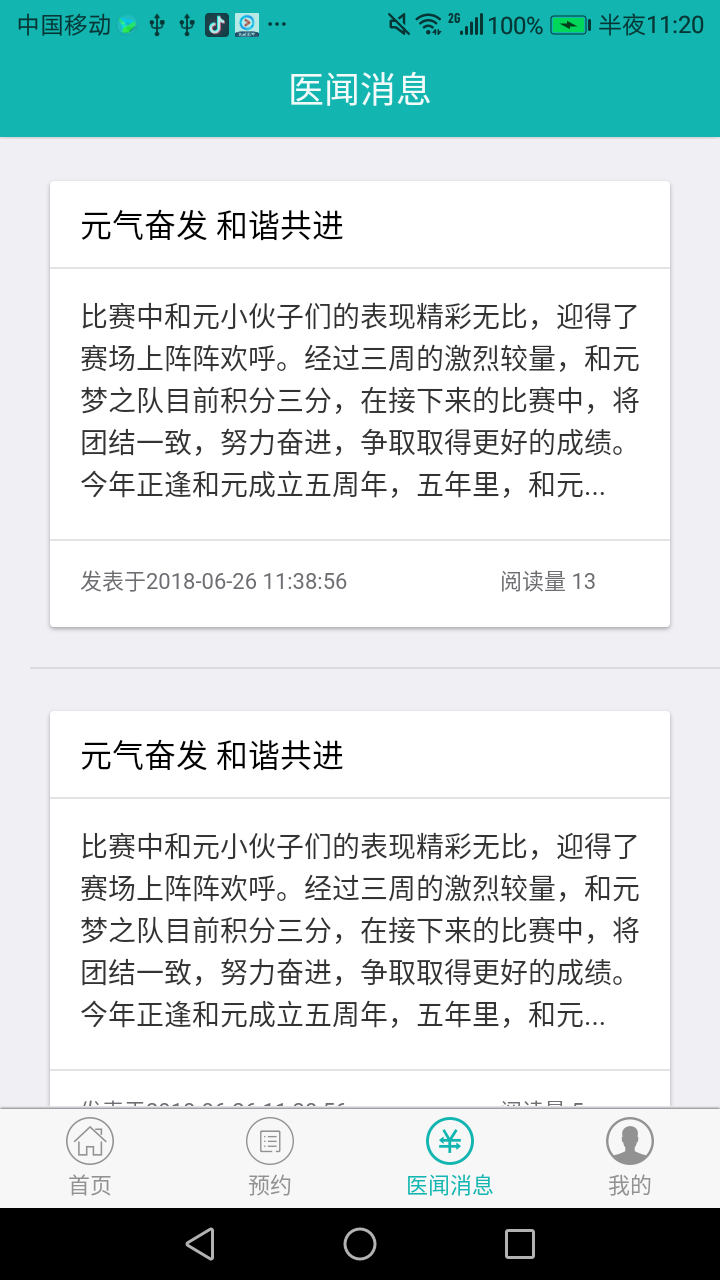 中国移动 2G 100% 半夜11:20
医闻消息
元气奋发 和谐共进
比赛中和元小伙子们的表现精彩无比，迎得了
赛场上阵阵欢呼。经过三周的激烈较量，和元
梦之队目前积分三分，在接下来的比赛中，将
团结一致，努力奋进，争取取得更好的成绩。
今年正逢和元成立五周年，五年里，和元...
发表于2018-06-26 11:38:56 阅读量 13
元气奋发 和谐共进
比赛中和元小伙子们的表现精彩无比，迎得了
赛场上阵阵欢呼。经过三周的激烈较量，和元
梦之队目前积分三分，在接下来的比赛中，将
团结一致，努力奋进，争取取得更好的成绩。
今年正逢和元成立五周年，五年里，和元...
首页 预约 医闻消息 我的